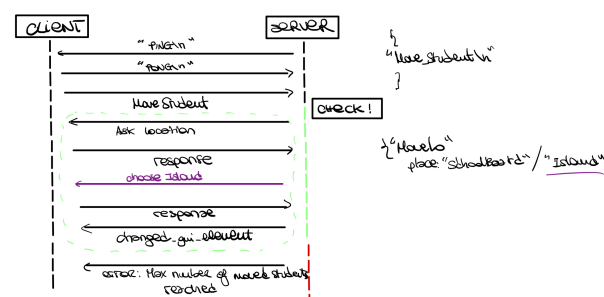 CLIENT
SERVER
"PING\n"
"PONG\n"
Move Student
CHECK!
Ask Location
response
choose Island
response
changed_gui_element
error: Max number of moved students
reached
{
"Move_Student\n"
}
{"MoveTo"
place: "SchoolBoard" / "Island"